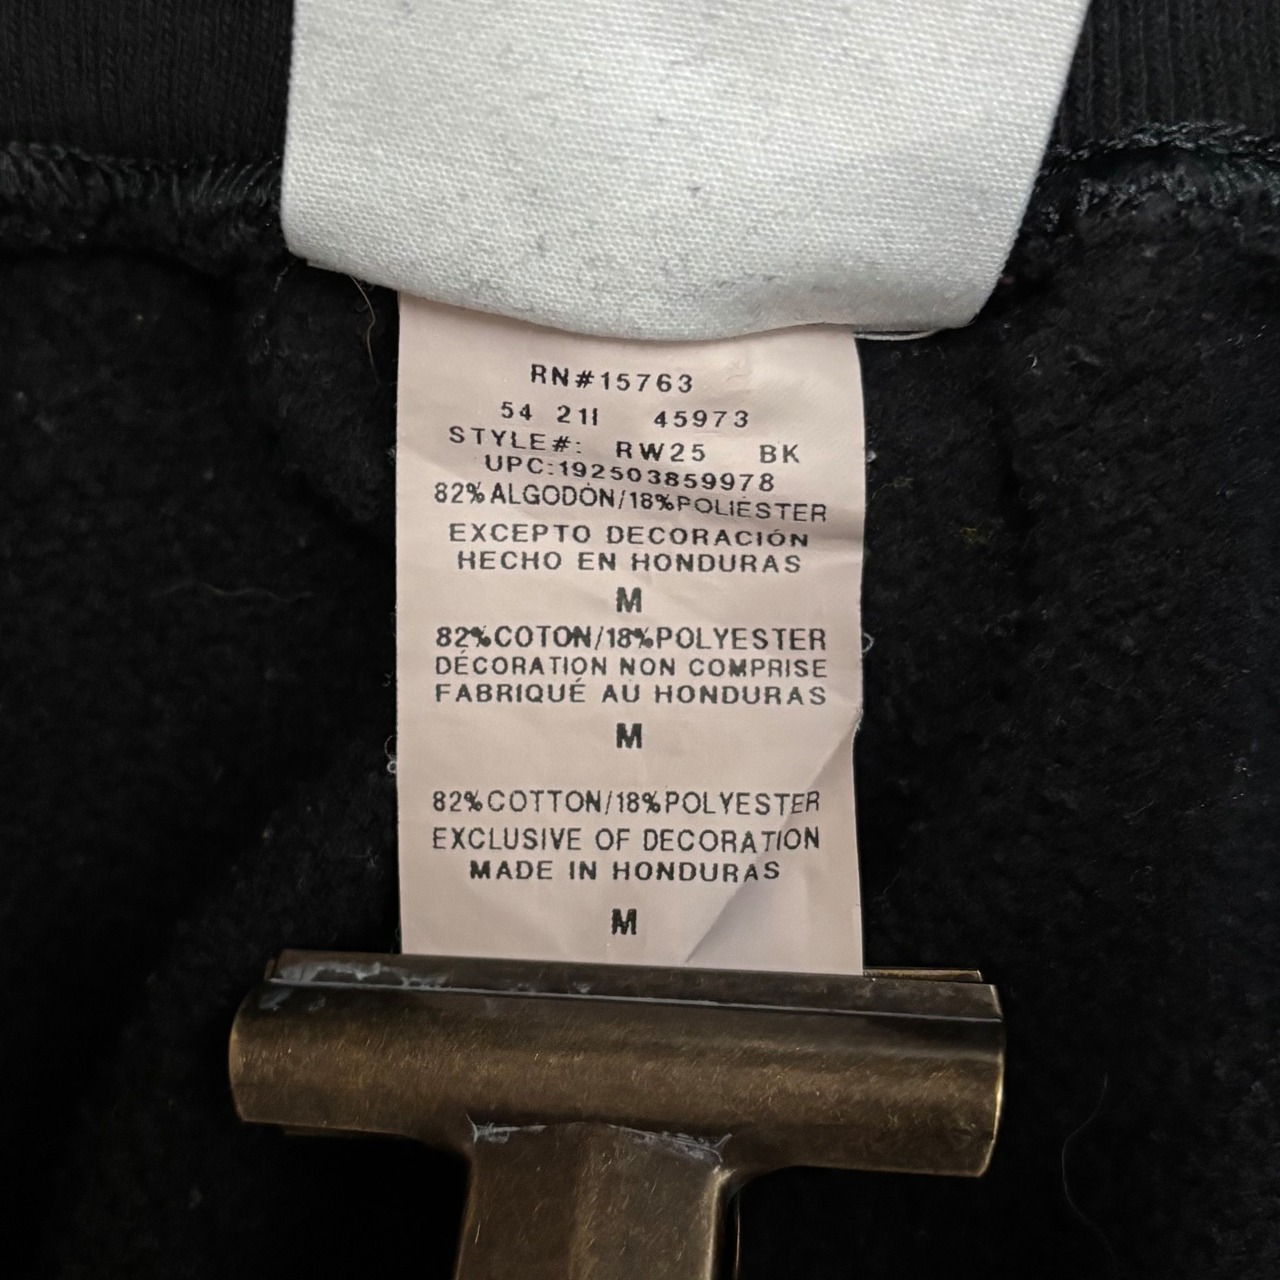 RN#15763
54 211 45973
STYLE#: RW25 BK
UPC:192503859978
82%ALGODÓN/18%POLIÉSTER
EXCEPTO DECORACIÓN
HECHO EN HONDURAS
M
82%COTON/18%POLYESTER
DÉCORATION NON COMPRISE
FABRIQUÉ AU HONDURAS
M
82%COTTON/18%POLYESTER
EXCLUSIVE OF DECORATION
MADE IN HONDURAS
M